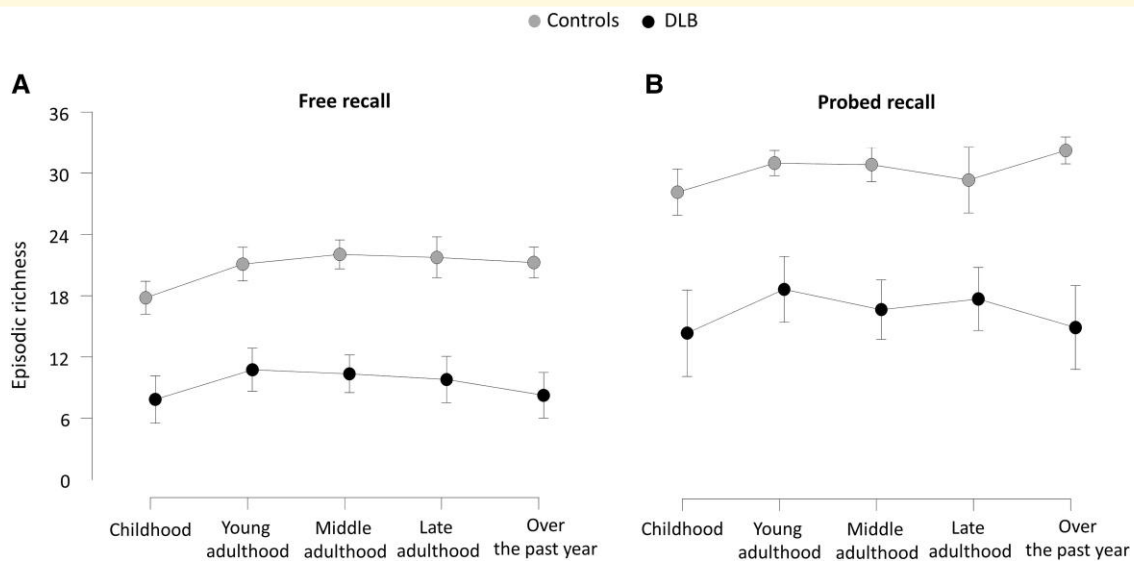 Controls DLB
A
Free recall
B
Probed recall
Episodic richness
36
30
24
18
12
6
0
Childhood
Young
adulthood
Middle
adulthood
Late
adulthood
Over
the past year
Childhood
Young
adulthood
Middle
adulthood
Late
adulthood
Over
the past year